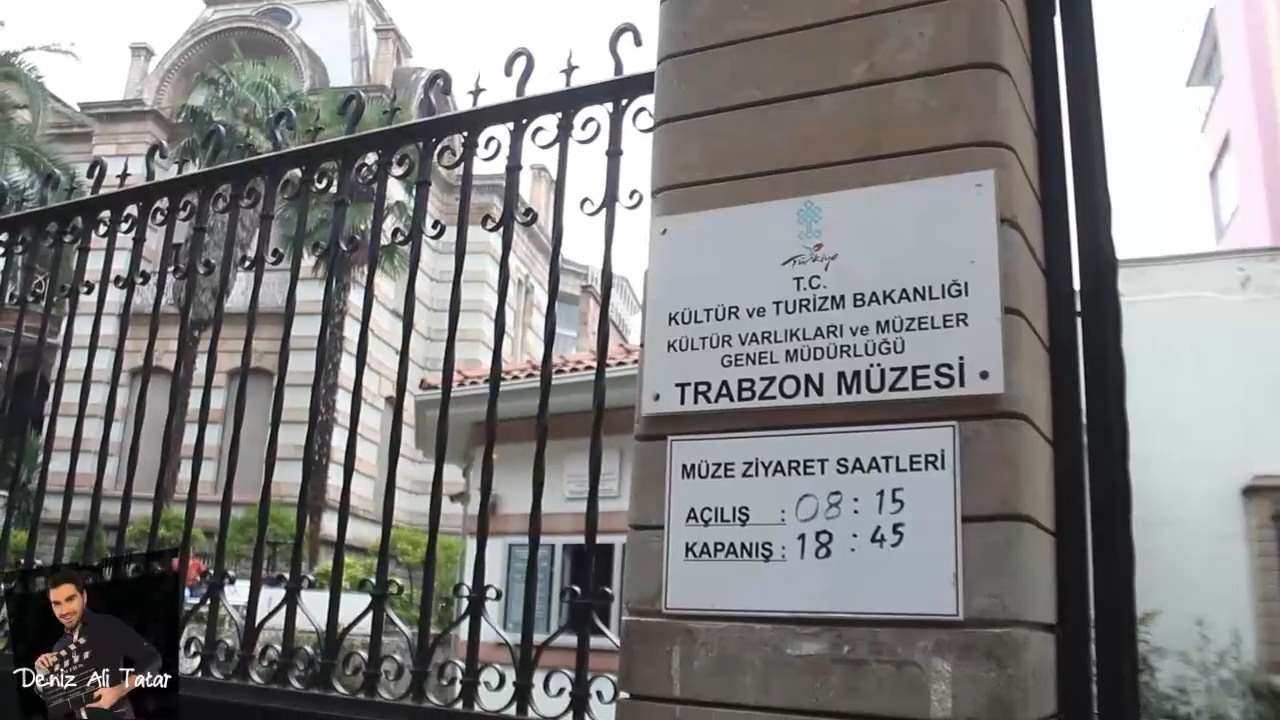 Türkiye
T.C.
KÜLTÜR ve TURİZM BAKANLIĞI
KÜLTÜR VARLIKLARI ve MÜZELER
GENEL MÜDÜRLÜĞÜ
TRABZON MÜZESİ
MÜZE ZİYARET SAATLERİ
AÇILIŞ : 08:15
KAPANIŞ : 18:45
Deniz Ali Tatar